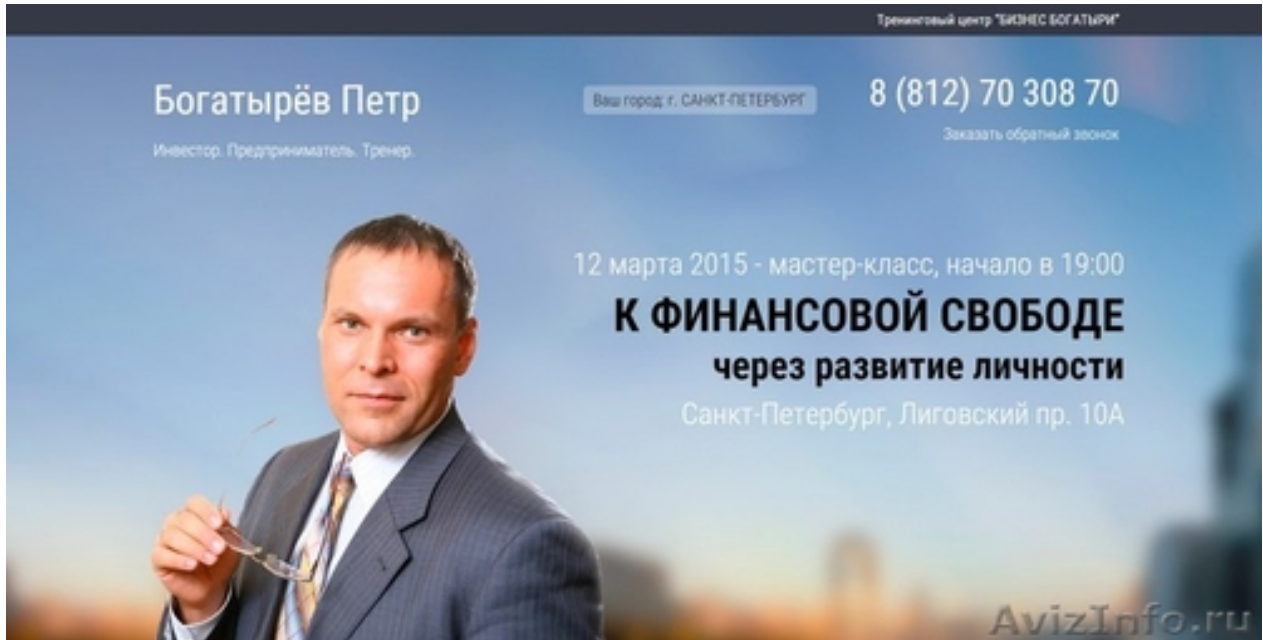 Тренинговый центр "БИЗНЕС БОГАТЫРИ"
Богатырёв Петр
Ваш город: г. САНКТ-ПЕТЕРБУРГ
8 (812) 70 308 70
Инвестор. Предприниматель. Тренер.
Заказать обратный звонок
12 марта 2015 - мастер-класс, начало в 19:00
К ФИНАНСОВОЙ СВОБОДЕ
через развитие личности
Санкт-Петербург, Лиговский пр. 10А
AvizInfo.ru